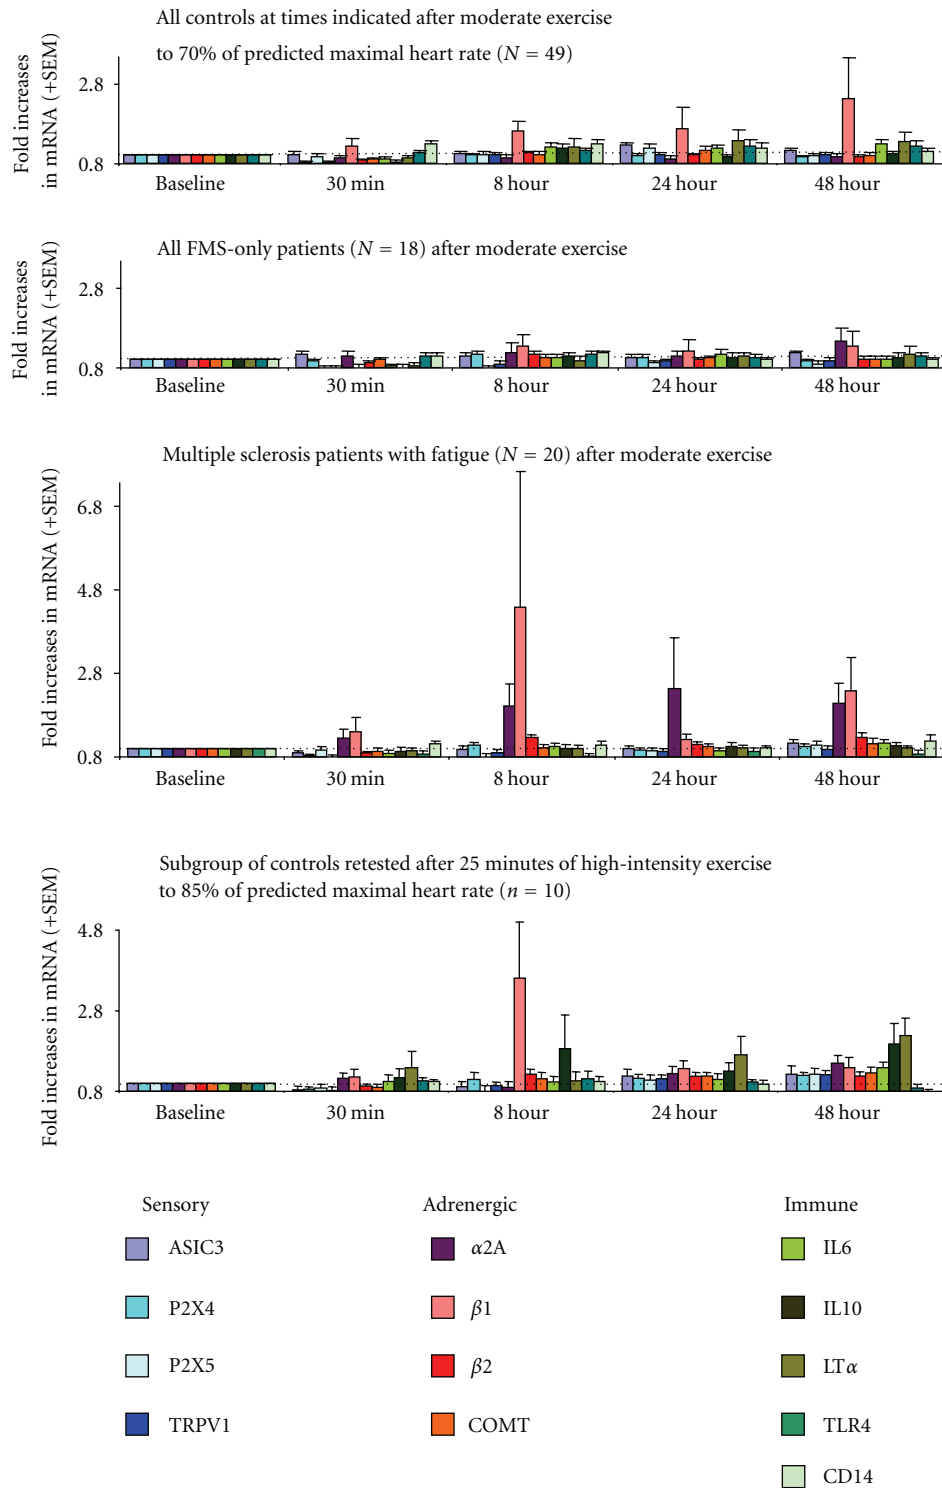 All controls at times indicated after moderate exercise
to 70% of predicted maximal heart rate (N = 49)
Fold increases
in mRNA (+SEM)
2.8
0.8
Baseline 30 min 8 hour 24 hour 48 hour
All FMS-only patients (N = 18) after moderate exercise
Fold increases
in mRNA (+SEM)
2.8
0.8
Baseline 30 min 8 hour 24 hour 48 hour
Multiple sclerosis patients with fatigue (N = 20) after moderate exercise
Fold increases in mRNA (+SEM)
6.8
4.8
2.8
0.8
Baseline 30 min 8 hour 24 hour 48 hour
Subgroup of controls retested after 25 minutes of high-intensity exercise
to 85% of predicted maximal heart rate (n = 10)
Fold increases in mRNA (+SEM)
4.8
2.8
0.8
Baseline 30 min 8 hour 24 hour 48 hour
Sensory Adrenergic Immune
ASIC3 α2A IL6
P2X4 β1 IL10
P2X5 β2 LTα
TRPV1 COMT TLR4
CD14